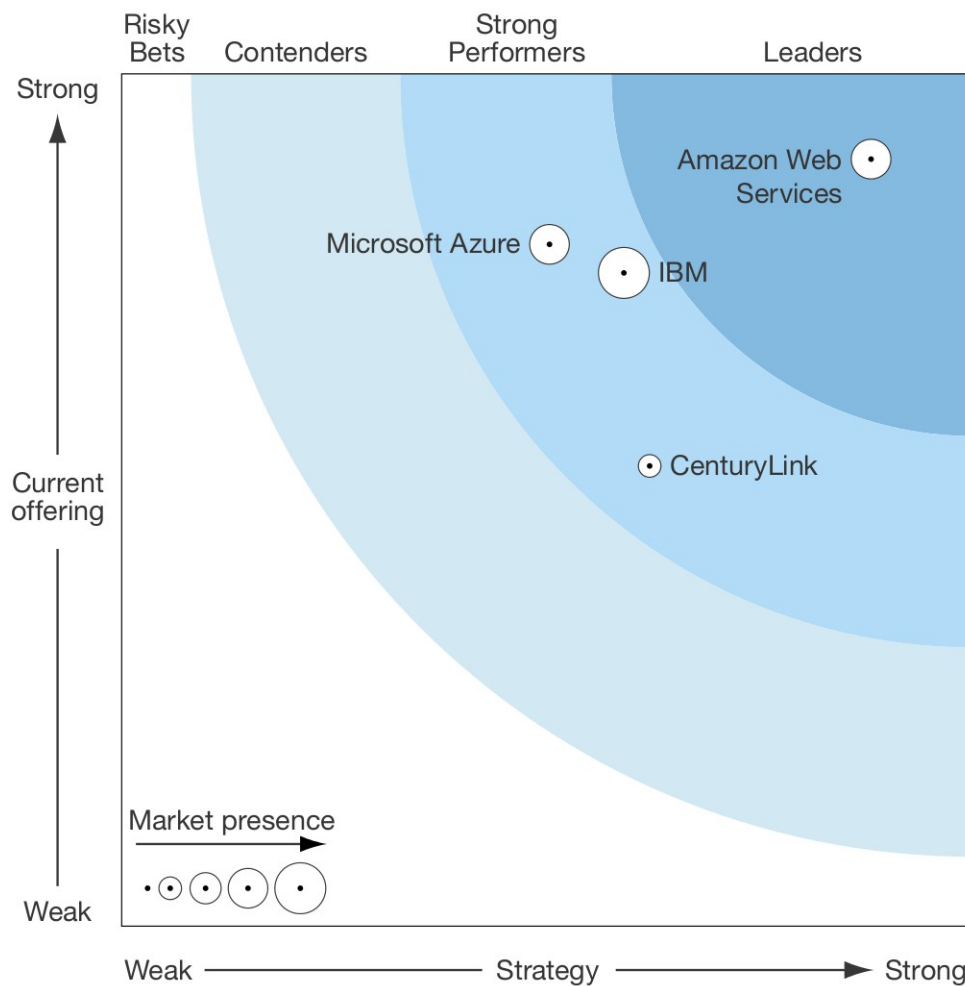 Risky
Bets
Contenders
Strong
Performers
Leaders
Strong
Amazon Web
Services
Microsoft Azure
IBM
CenturyLink
Current
offering
Market presence
Weak
Weak
Strategy
Strong